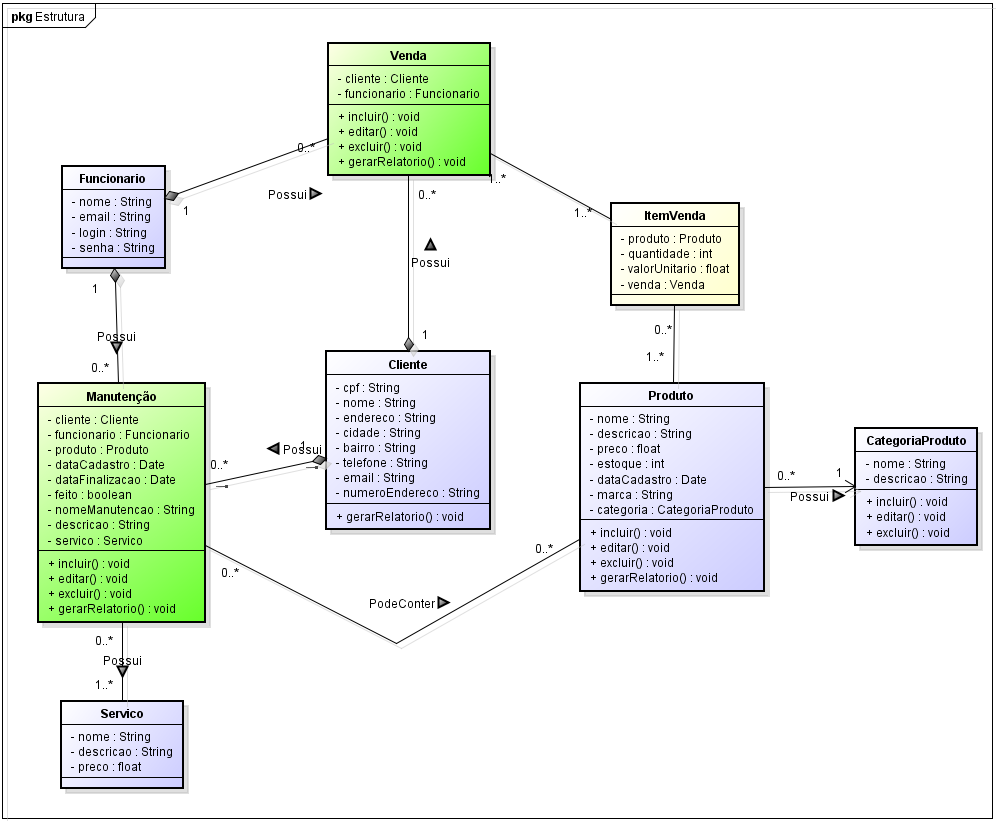 pkg Estrutura
Venda
- cliente : Cliente
- funcionario : Funcionario
+ incluir() : void
+ editar() : void
+ excluir() : void
+ gerarRelatorio() : void
0..*
1
Possui
0..*
1..*
1..*
Funcionario
- nome : String
- email : String
- login : String
- senha : String
ItemVenda
- produto : Produto
- quantidade : int
- valorUnitario : float
- venda : Venda
Possui
1
1
Possui
0..*
0..*
1..*
Cliente
- cpf : String
- nome : String
- endereco : String
- cidade : String
- bairro : String
- telefone : String
- email : String
- numeroEndereco : String
+ gerarRelatorio() : void
Manutenção
- cliente : Cliente
- funcionario : Funcionario
- produto : Produto
- dataCadastro : Date
- dataFinalizacao : Date
- feito : boolean
- nomeManutencao : String
- descricao : String
- servico : Servico
+ incluir() : void
+ editar() : void
+ excluir() : void
+ gerarRelatorio() : void
Possui
1
0..*
Produto
- nome : String
- descricao : String
- preco : float
- estoque : int
- dataCadastro : Date
- marca : String
- categoria : CategoriaProduto
+ incluir() : void
+ editar() : void
+ excluir() : void
+ gerarRelatorio() : void
0..*
1
Possui
CategoriaProduto
- nome : String
- descricao : String
+ incluir() : void
+ editar() : void
+ excluir() : void
0..*
0..*
PodeConter
0..*
Possui
1..*
Servico
- nome : String
- descricao : String
- preco : float